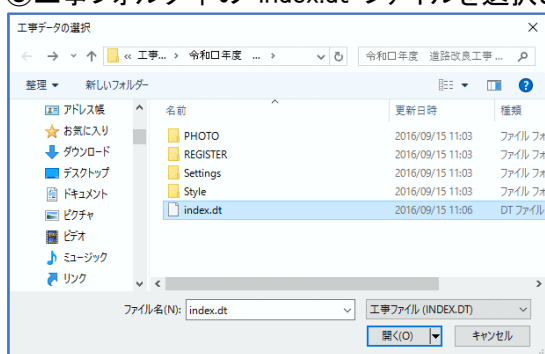 工事データの選択
« 工事... › 令和口年度 ... › 令和口年度 道路改良工事...
整理 新しいフォルダー
アドレス帳
お気に入り
ダウンロード
デスクトップ
ドキュメント
ピクチャ
ビデオ
ミュージック
リンク
名前 更新日時 種類
PHOTO 2016/09/15 11:03 ファイル フォ
REGISTER 2016/09/15 11:03 ファイル フォ
Settings 2016/09/15 11:03 ファイル フォ
Style 2016/09/15 11:03 ファイル フォ
index.dt 2016/09/15 11:06 DT ファイル
ファイル名(N): index.dt 工事ファイル (INDEX.DT)
開く(O) キャンセル